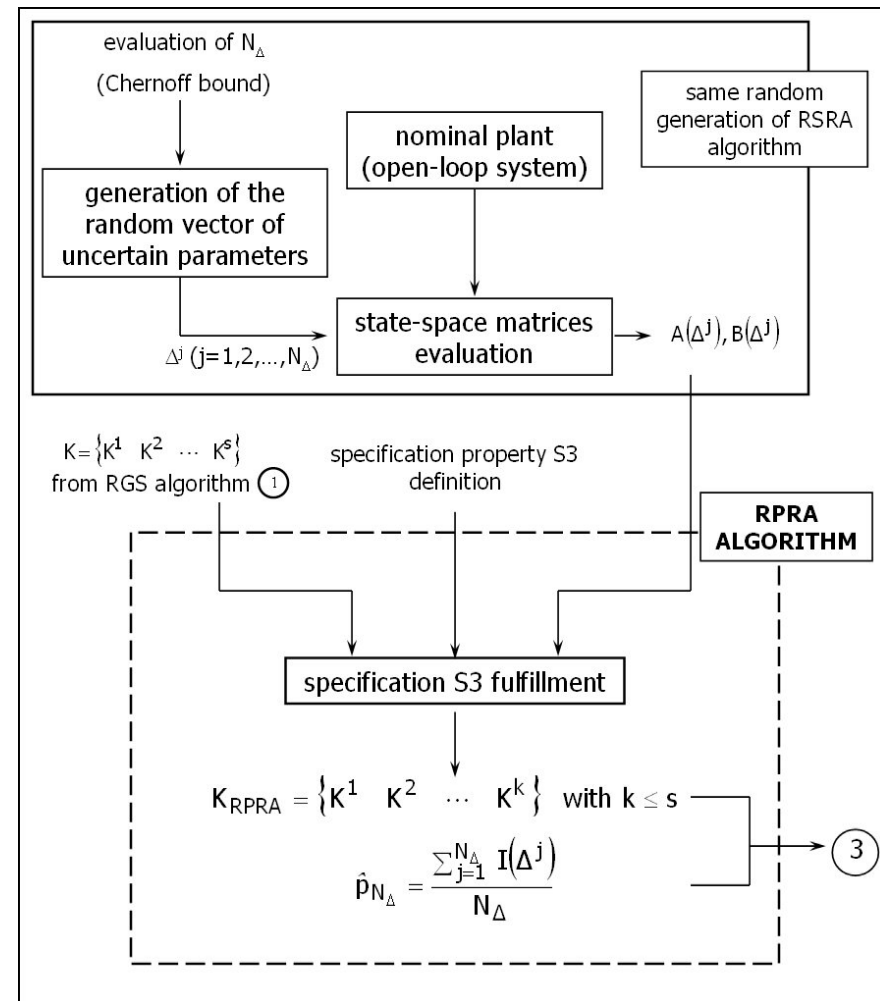 evaluation of N_Δ
(Chernoff bound)
same random
generation of RSRA
algorithm
nominal plant
(open-loop system)
generation of the
random vector of
uncertain parameters
state-space matrices
evaluation
A(Δ^j), B(Δ^j)
Δ^j (j=1,2,...,N_Δ)
K={K^1 K^2 ⋯ K^s}
from RGS algorithm 1
specification property S3
definition
RPRA
ALGORITHM
specification S3 fulfillment
K_RPRA = {K^1 K^2 ⋯ K^k} with k ≤ s
p̂_{N_Δ} = ∑_{j=1}^{N_Δ} I(Δ^j) / N_Δ
3